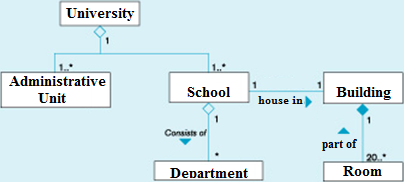 University
1
1..*
1..*
Administrative
Unit
School
1
house in
1
Building
1
Consists of
*
1
part of
20..*
Department
Room